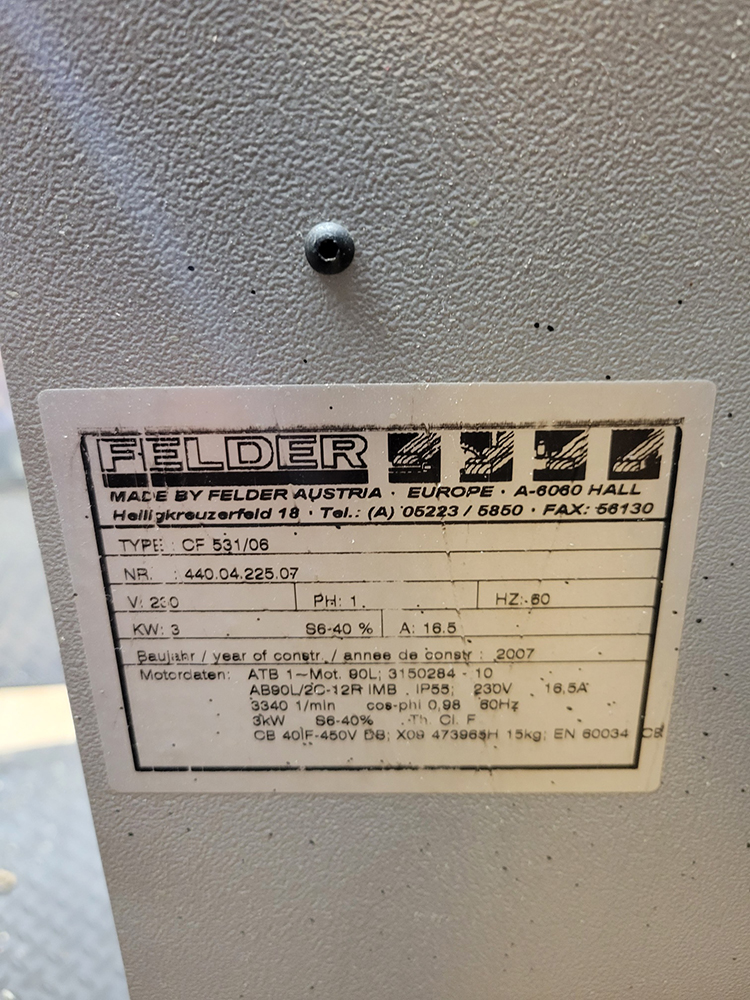 FELDER
MADE BY FELDER AUSTRIA · EUROPE · A-6060 HALL
Heiligkreuzerfeld 18 · Tel.: (A) 05223 / 5850 · FAX: 56130
TYPE: CF 531/06
NR. : 440.04.225.07
V: 230 PH: 1 HZ: 60
KW: 3 S6-40 % A: 16.5
Baujahr / year of constr. / annee de constr : 2007
Motordaten: ATB 1~Mot. 90L; 3150284 - 10
AB90L/2C-12R IMB . IP55; 230V 16,5A
3340 1/min cos-phi 0,98 60Hz
3kW S6-40% Th. Cl. F
CB 40µF-450V DB; X09 473965H 15kg; EN 60034